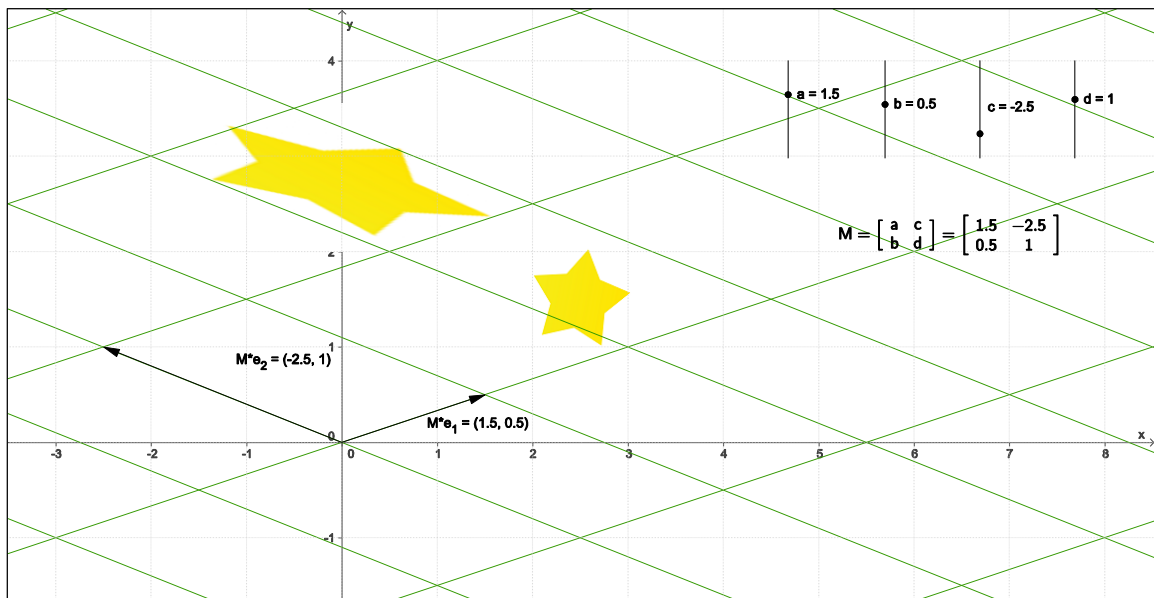 y
4
a = 1.5
b = 0.5
c = -2.5
d = 1
M = [ a c b d ] = [ 1.5 −2.5 0.5 1 ]
2
1
M*e₂ = (-2.5, 1)
M*e₁ = (1.5, 0.5)
0
x
-3 -2 -1 0 1 2 3 4 5 6 7 8
-1